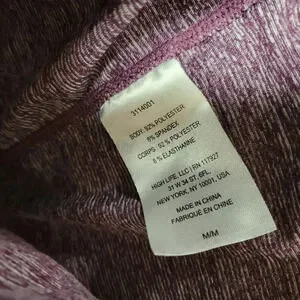 3114001
BODY: 92% POLYESTER
8% SPANDEX
CORPS : 92 % POLYESTER
8 % ELASTHANNE
HIGH LIFE, LLC | RN 117927
31 W 34 ST, 6FL,
NEW YORK, NY 10001, USA
MADE IN CHINA
FABRIQUÉ EN CHINE
M/M